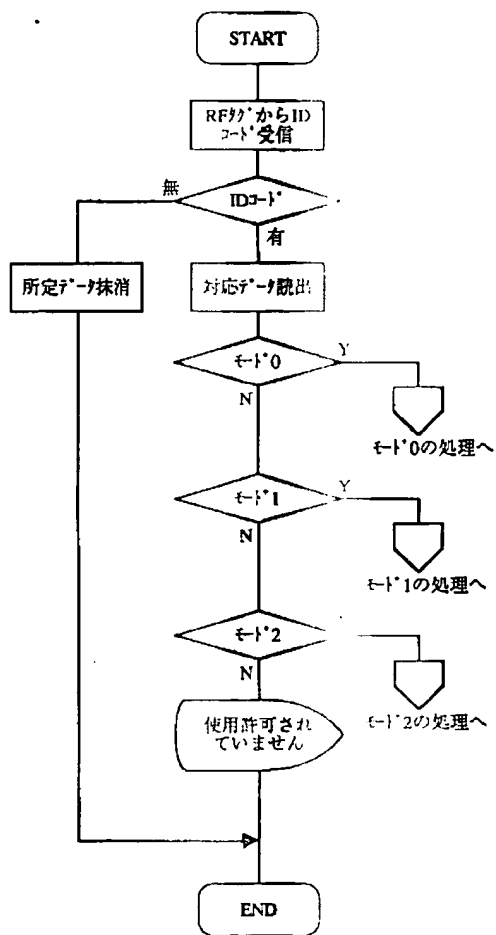 START
RFﾀｸﾞからID
ｺｰﾄﾞ受信
無
IDｺｰﾄﾞ
有
所定ﾃﾞｰﾀ抹消
対応ﾃﾞｰﾀ読出
ﾓｰﾄﾞ0
Y
N
ﾓｰﾄﾞ0の処理へ
ﾓｰﾄﾞ1
Y
N
ﾓｰﾄﾞ1の処理へ
ﾓｰﾄﾞ2
N
ﾓｰﾄﾞ2の処理へ
使用許可され
ていません
END